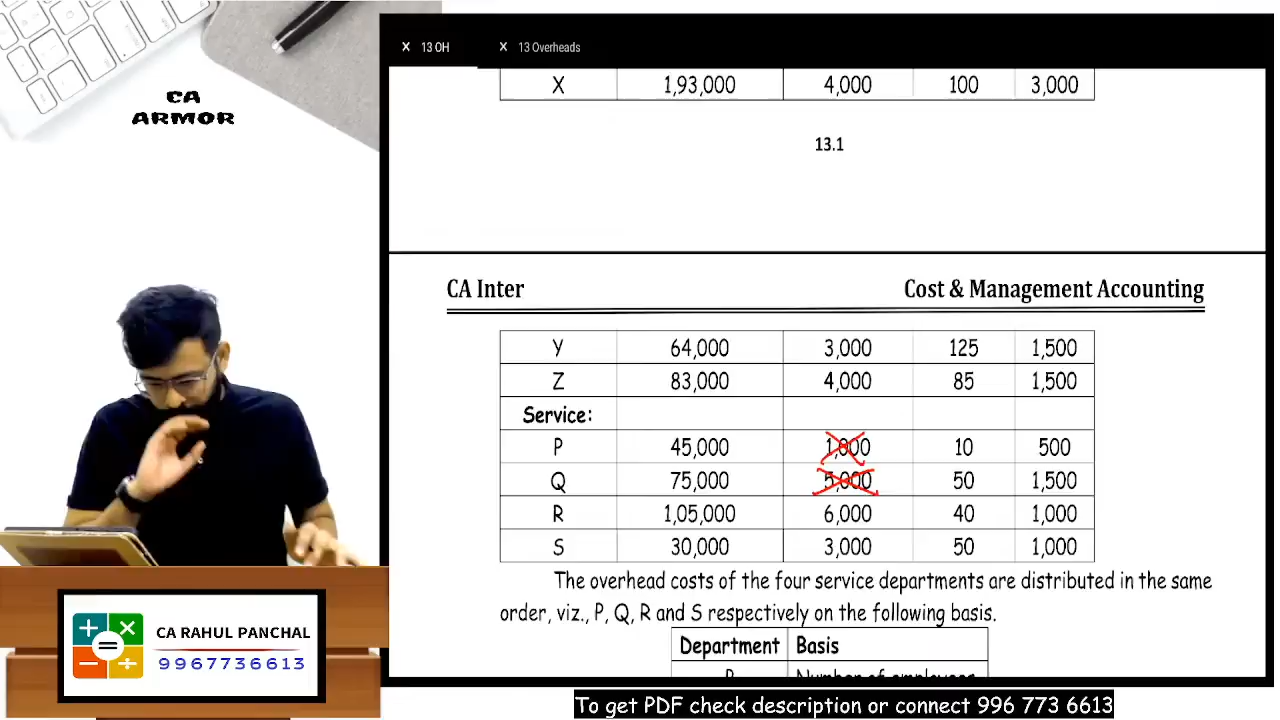 CA
ARMOR
× 13 OH × 13 Overheads
X 1,93,000 4,000 100 3,000
13.1
CA Inter Cost & Management Accounting
Y 64,000 3,000 125 1,500
Z 83,000 4,000 85 1,500
Service:
P 45,000 1,000 10 500
Q 75,000 5,000 50 1,500
R 1,05,000 6,000 40 1,000
S 30,000 3,000 50 1,000
The overhead costs of the four service departments are distributed in the same
order, viz., P, Q, R and S respectively on the following basis.
Department Basis
P Number of employees
CA RAHUL PANCHAL
9967736613
To get PDF check description or connect 996 773 6613